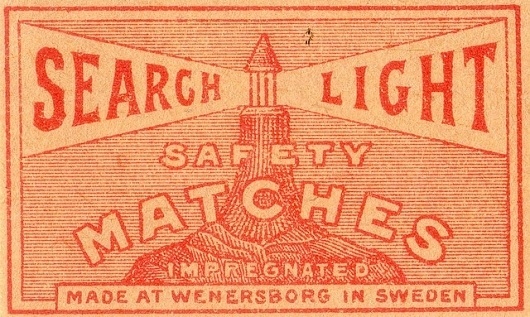 SEARCH LIGHT
SAFETY
MATCHES
IMPREGNATED
MADE AT WENERSBORG IN SWEDEN